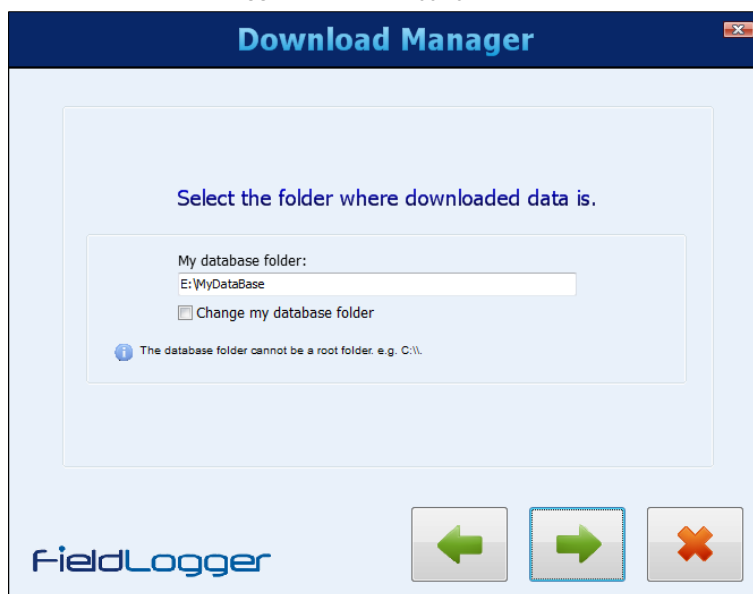 Download Manager
Select the folder where downloaded data is.
My database folder:
E:\MyDataBase
Change my database folder
The database folder cannot be a root folder. e.g. C:\\.
FieldLogger